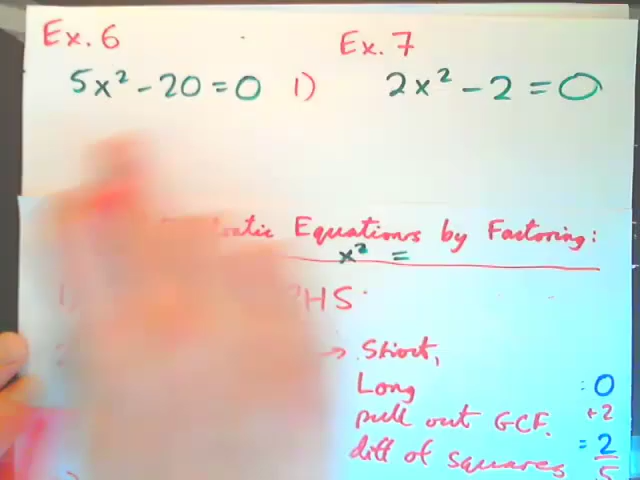 Ex. 6
5x² - 20 = 0
1)
Ex. 7
2x² - 2 = 0
Equations by Factoring:
x² =
→ Short,
Long
pull out GCF.
diff of squares
: 0
+2
= 2
5